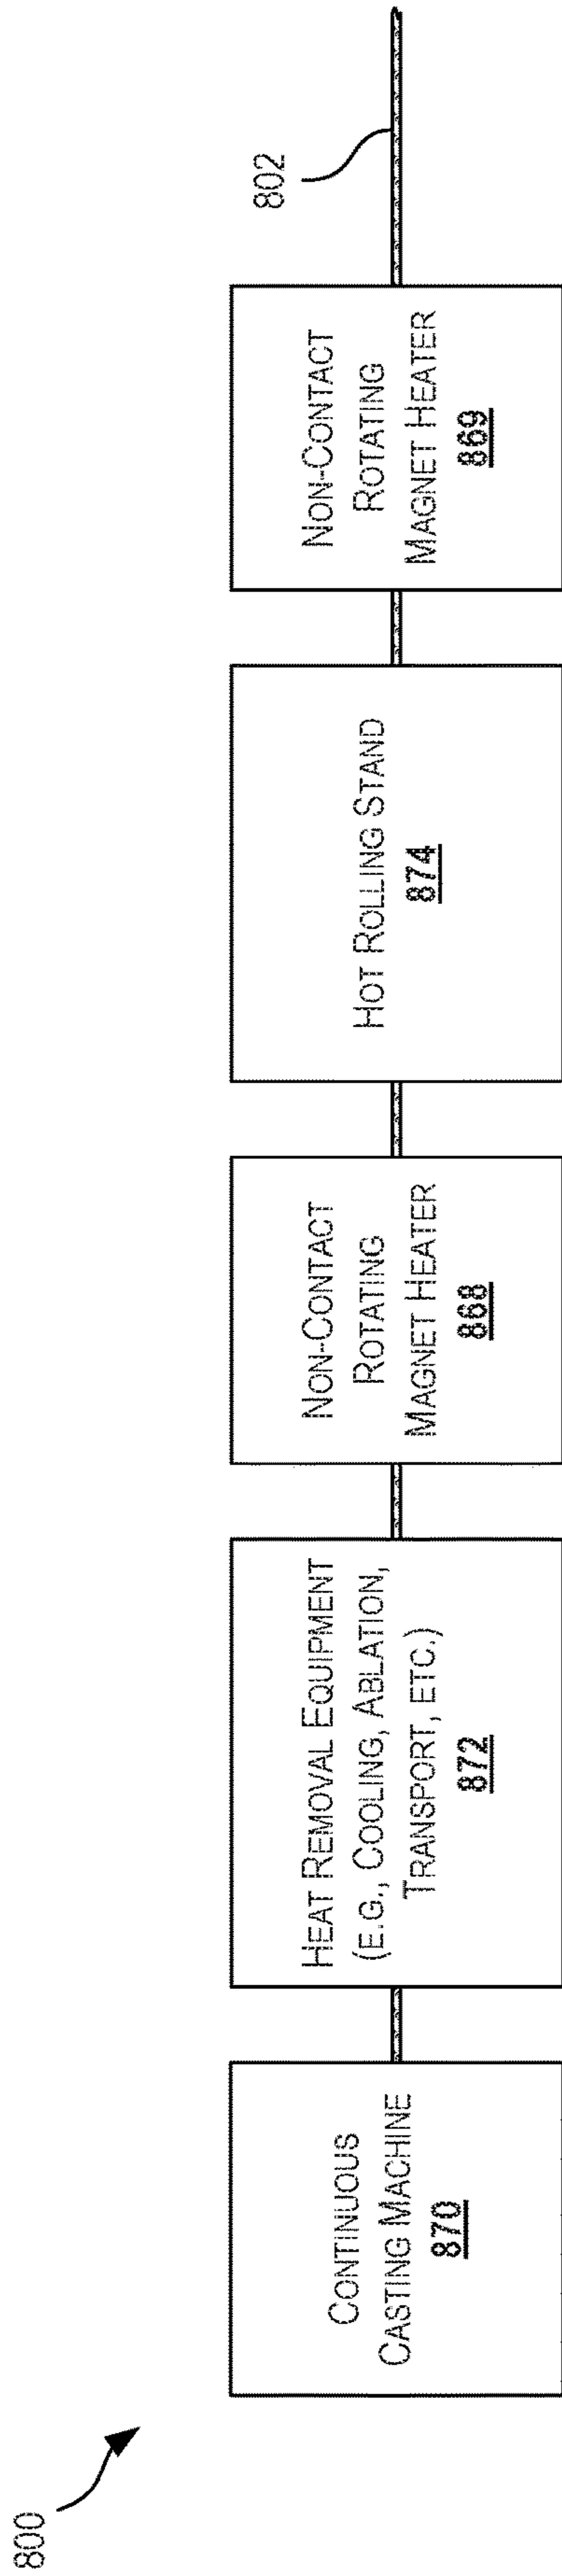 800
CONTINUOUS
CASTING MACHINE
870
HEAT REMOVAL EQUIPMENT
(E.G., COOLING, ABLATION,
TRANSPORT, ETC.)
872
NON-CONTACT
ROTATING
MAGNET HEATER
868
HOT ROLLING STAND
874
NON-CONTACT
ROTATING
MAGNET HEATER
869
802